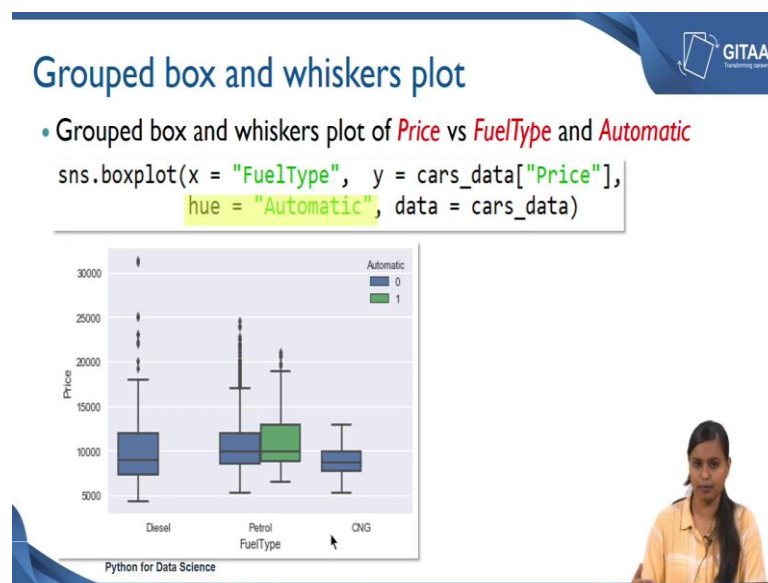 GITAA
Transforming careers
Grouped box and whiskers plot
• Grouped box and whiskers plot of Price vs FuelType and Automatic
sns.boxplot(x = "FuelType", y = cars_data["Price"],
hue = "Automatic", data = cars_data)
Automatic
0
1
30000
25000
20000
15000
10000
5000
Price
Diesel Petrol CNG
FuelType
Python for Data Science